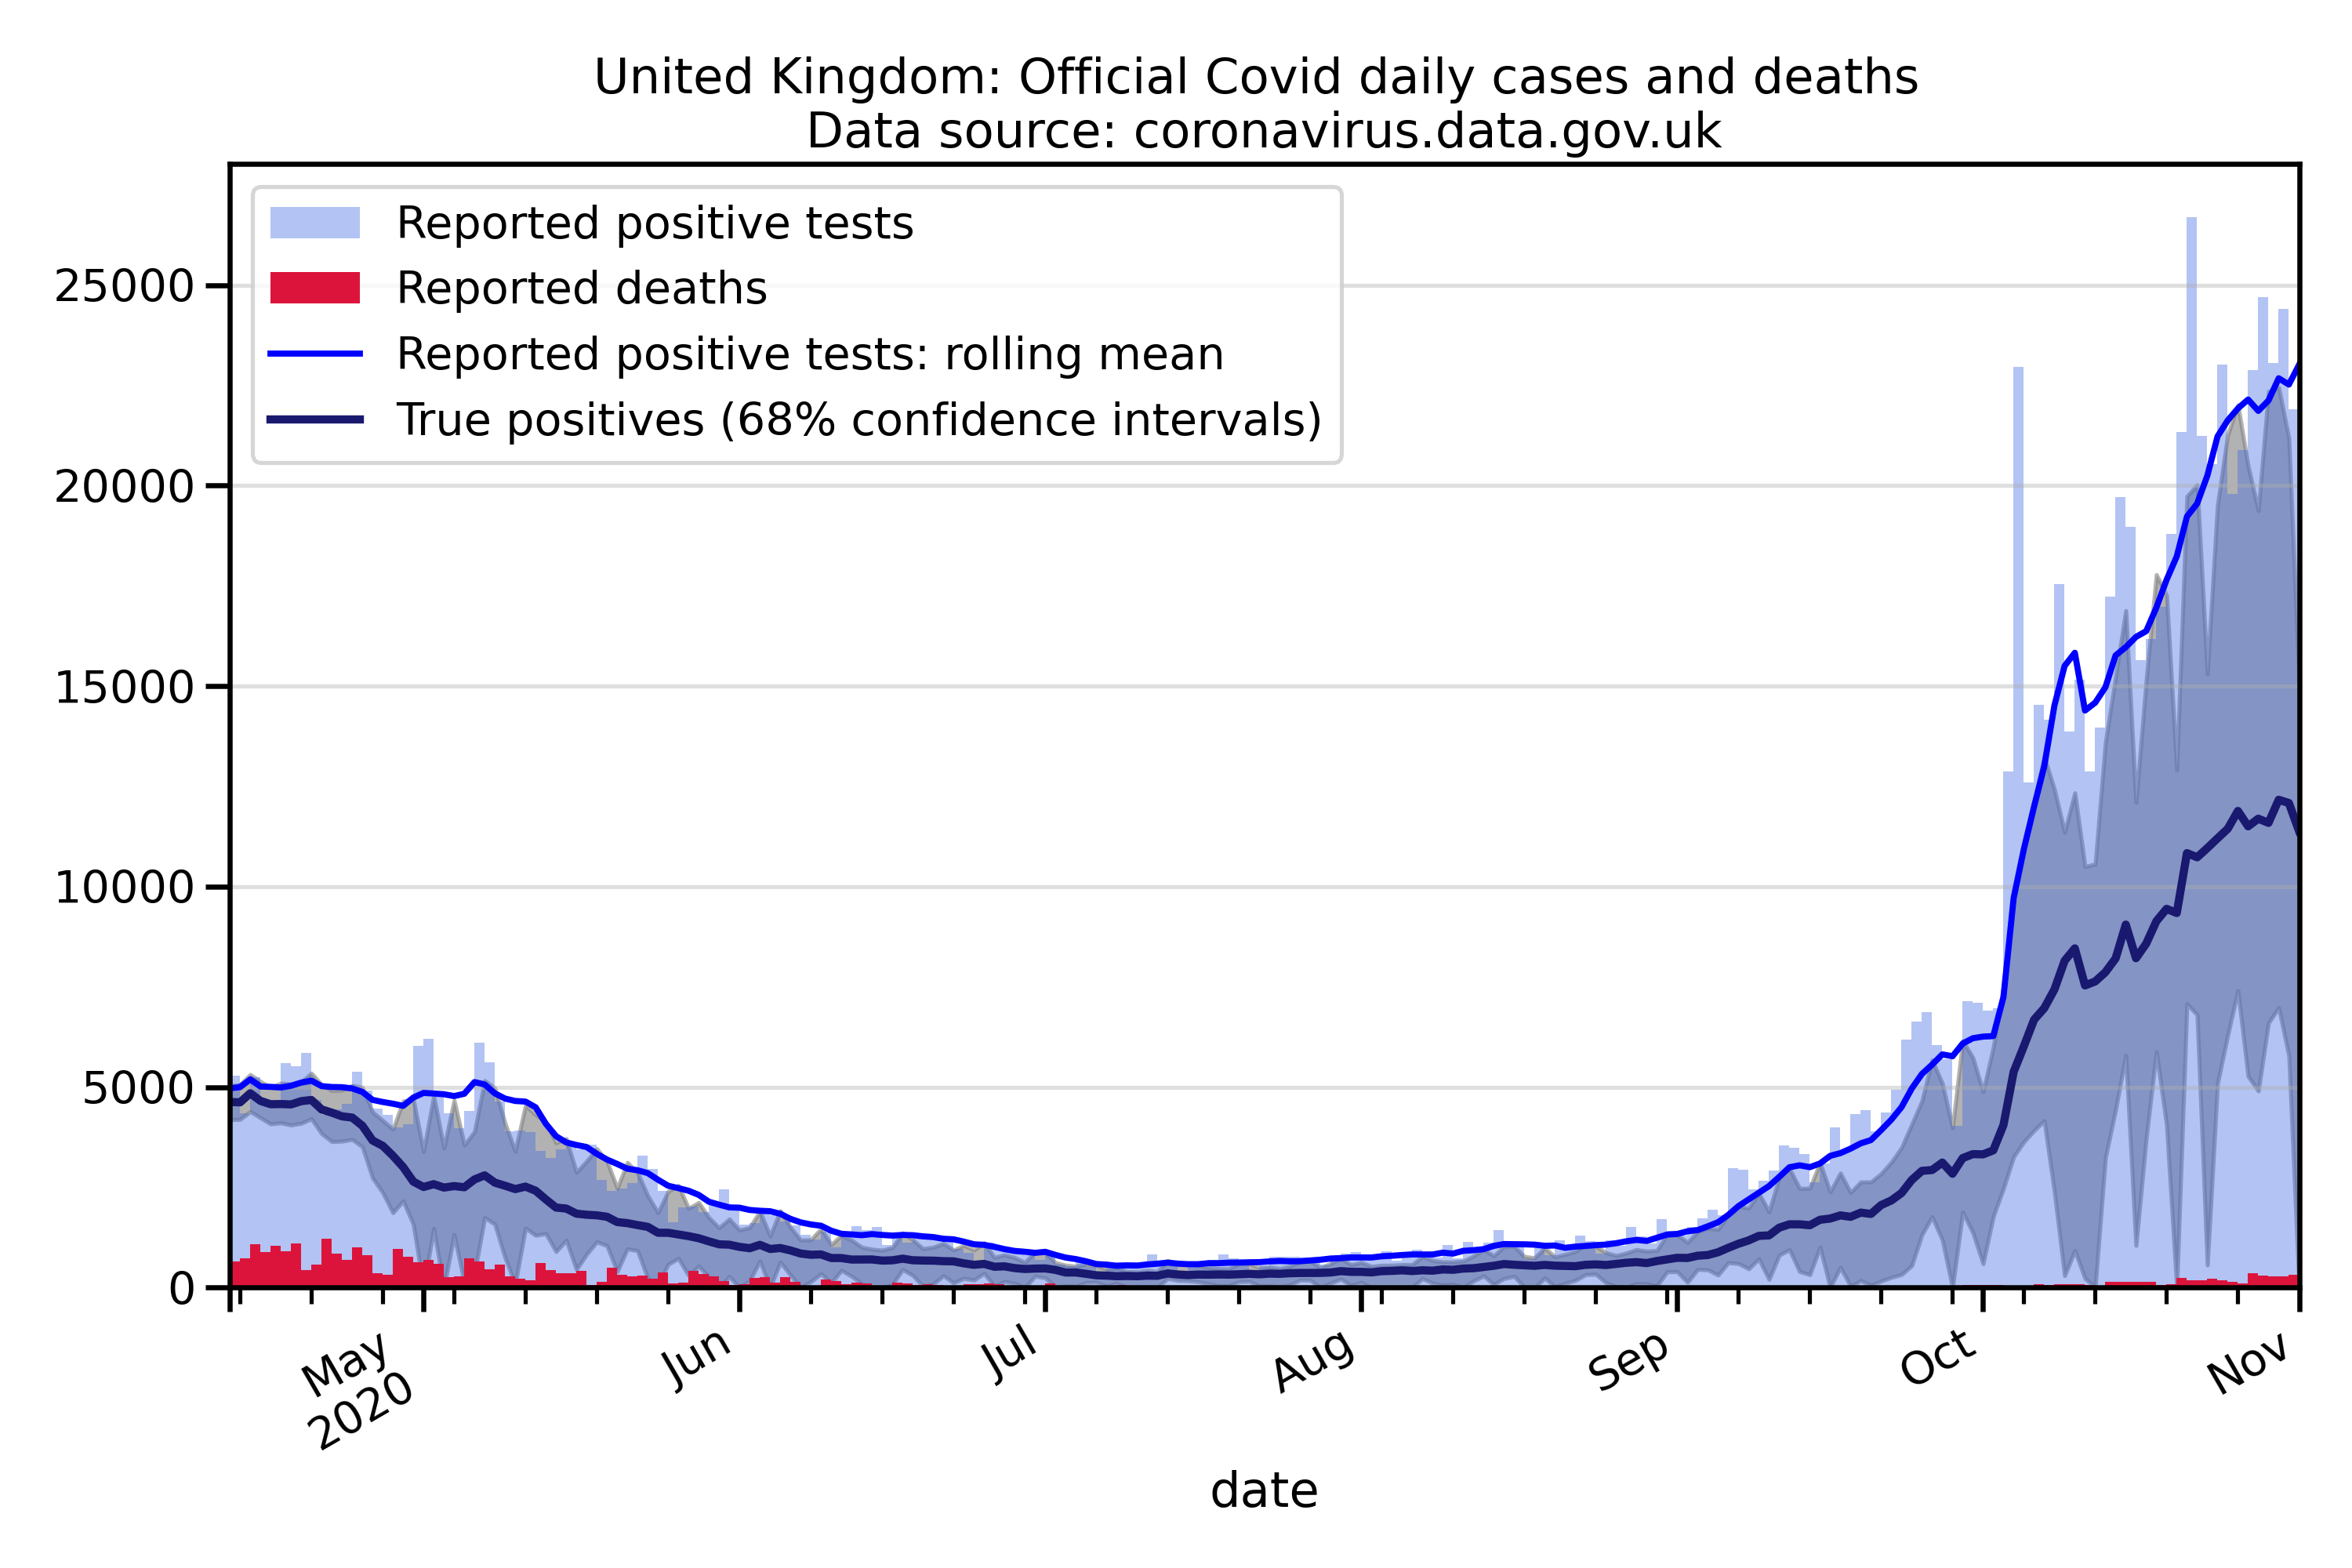 United Kingdom: Official Covid daily cases and deaths
Data source: coronavirus.data.gov.uk
Reported positive tests
Reported deaths
Reported positive tests: rolling mean
True positives (68% confidence intervals)
25000
20000
15000
10000
5000
0
May
2020
Jun
Jul
Aug
Sep
Oct
Nov
date